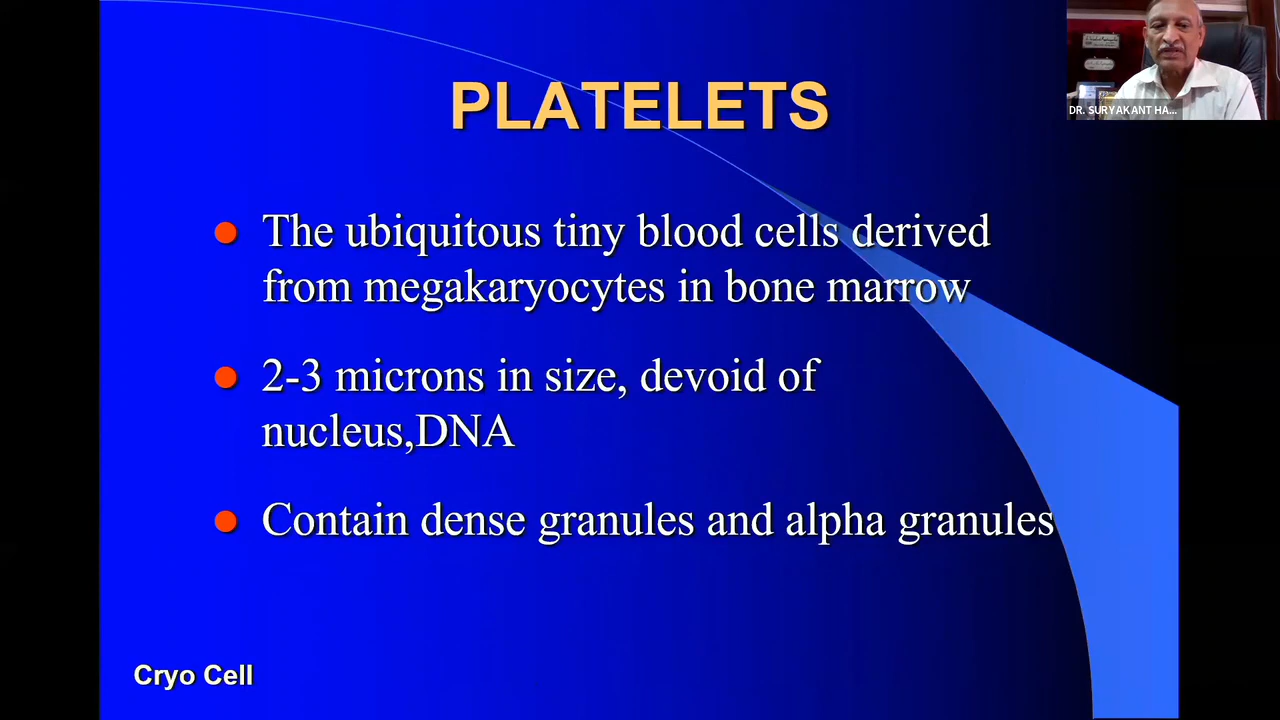 PLATELETS
DR. SURYAKANT HA...
The ubiquitous tiny blood cells derived
from megakaryocytes in bone marrow
2-3 microns in size, devoid of
nucleus,DNA
Contain dense granules and alpha granules
Cryo Cell